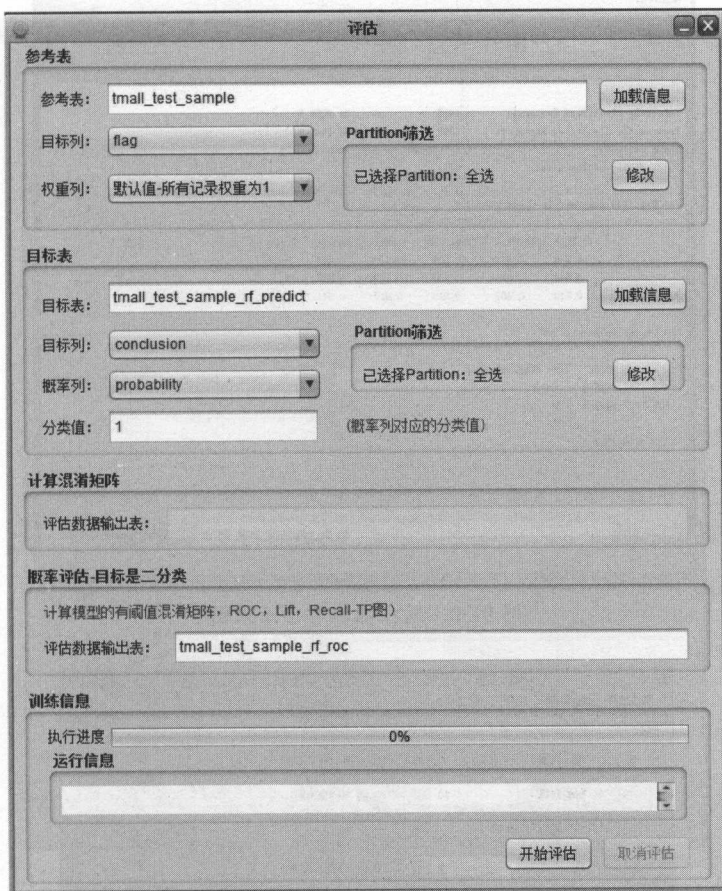 评估
参考表
参考表： tmall_test_sample 加载信息
目标列： flag
Partition筛选
已选择Partition：全选 修改
权重列： 默认值-所有记录权重为1
目标表
目标表： tmall_test_sample_rf_predict 加载信息
目标列： conclusion
Partition筛选
已选择Partition：全选 修改
概率列： probability
分类值： 1 (概率列对应的分类值)
计算混淆矩阵
评估数据输出表：
概率评估-目标是二分类
计算模型的有阈值混淆矩阵，ROC，Lift，Recall-TP图）
评估数据输出表： tmall_test_sample_rf_roc
训练信息
执行进度 0%
运行信息
开始评估 取消评估